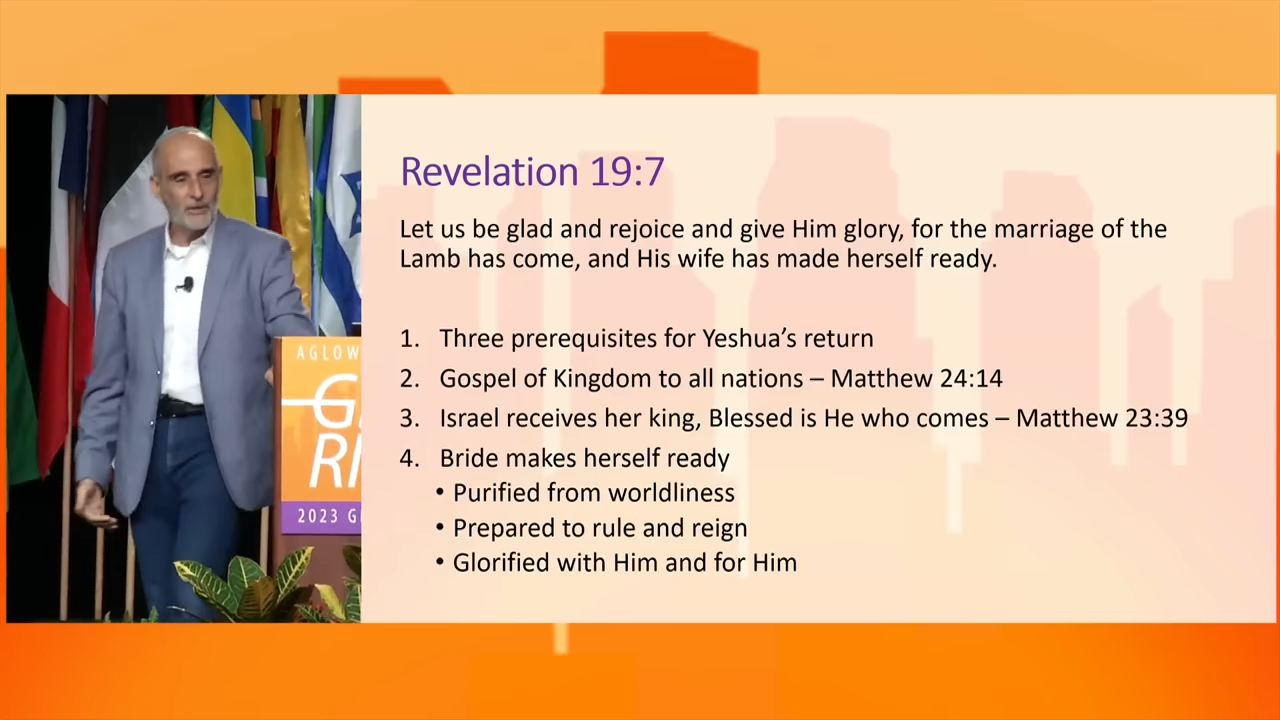 Revelation 19:7
Let us be glad and rejoice and give Him glory, for the marriage of the
Lamb has come, and His wife has made herself ready.
1. Three prerequisites for Yeshua’s return
2. Gospel of Kingdom to all nations – Matthew 24:14
3. Israel receives her king, Blessed is He who comes – Matthew 23:39
4. Bride makes herself ready
• Purified from worldliness
• Prepared to rule and reign
• Glorified with Him and for Him
AGLOW
2023